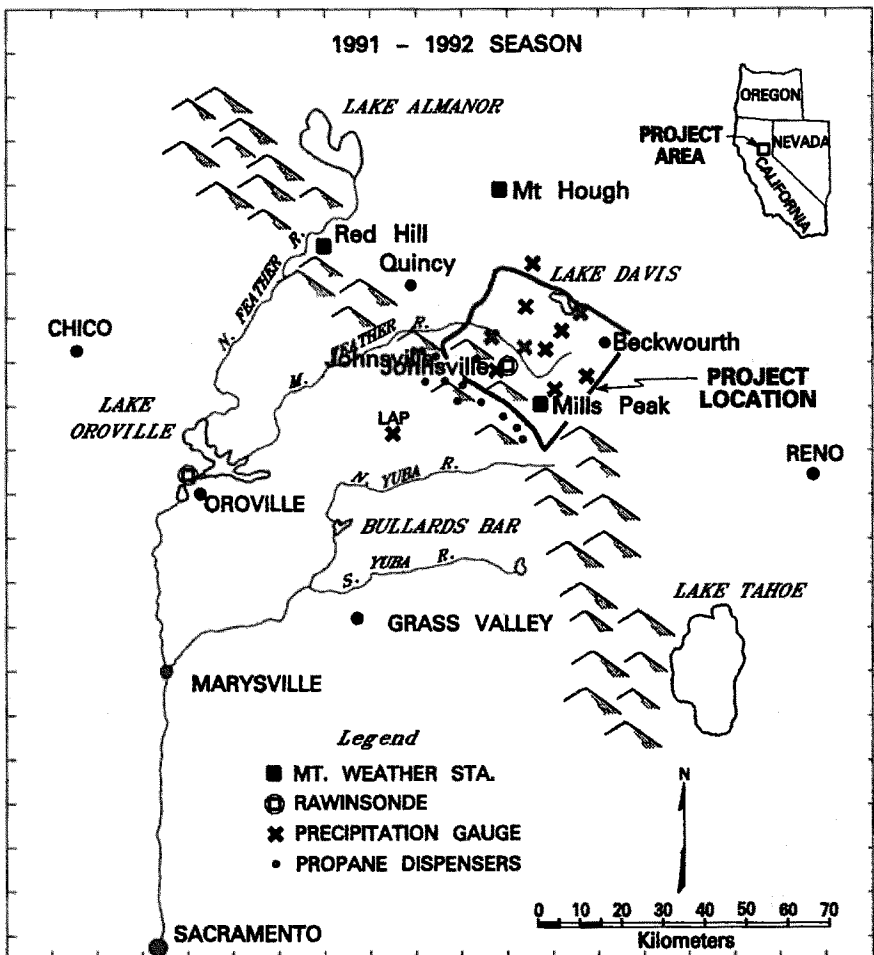 1991 - 1992 SEASON
LAKE ALMANOR
OREGON
PROJECT
AREA
NEVADA
CALIFORNIA
Mt Hough
Red Hill
Quincy
N. FEATHER R.
LAKE DAVIS
CHICO
M. FEATHER R.
Johnsville
Johnsville
Beckwourth
PROJECT
LOCATION
Mills Peak
LAKE
OROVILLE
LAP
RENO
OROVILLE
N. YUBA R.
BULLARDS BAR
S. YUBA R.
LAKE TAHOE
GRASS VALLEY
MARYSVILLE
Legend
MT. WEATHER STA.
RAWINSONDE
PRECIPITATION GAUGE
PROPANE DISPENSERS
N
0 10 20 30 40 50 60 70
Kilometers
SACRAMENTO